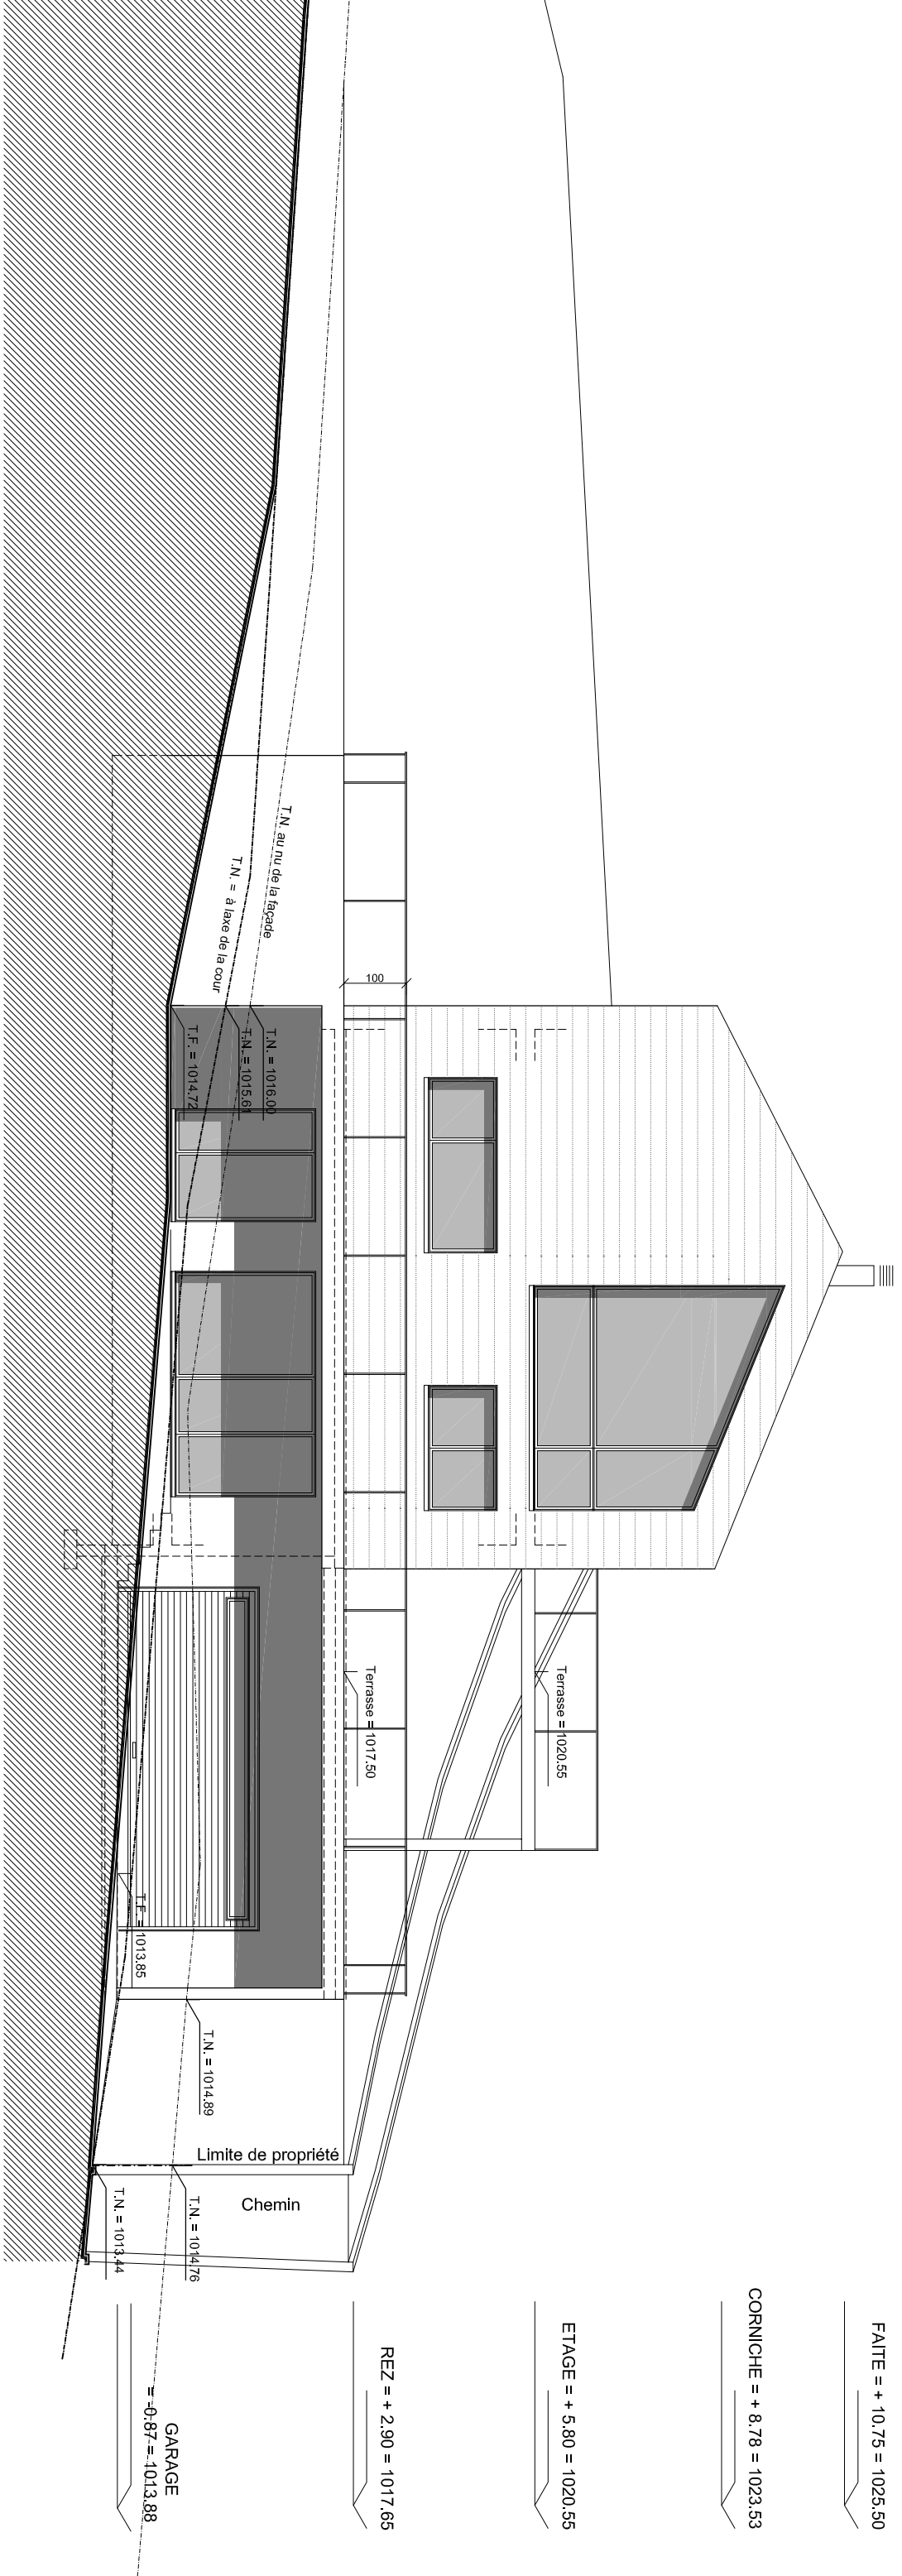 FAITE = + 10.75 = 1025.50
CORNICHE = + 8.78 = 1023.53
ETAGE = + 5.80 = 1020.55
REZ = + 2.90 = 1017.65
GARAGE
= -0.87 = 1013.88
Terrasse = 1020.55
Terrasse = 1017.50
100
T.N. au nu de la façade
T.N. = à laxe de la cour
T.N. = 1016.00
T.N. = 1015.61
T.F. = 1014.72
T.F. = 1013.85
T.N. = 1014.89
Limite de propriété
Chemin
T.N. = 1014.76
T.N. = 1013.44